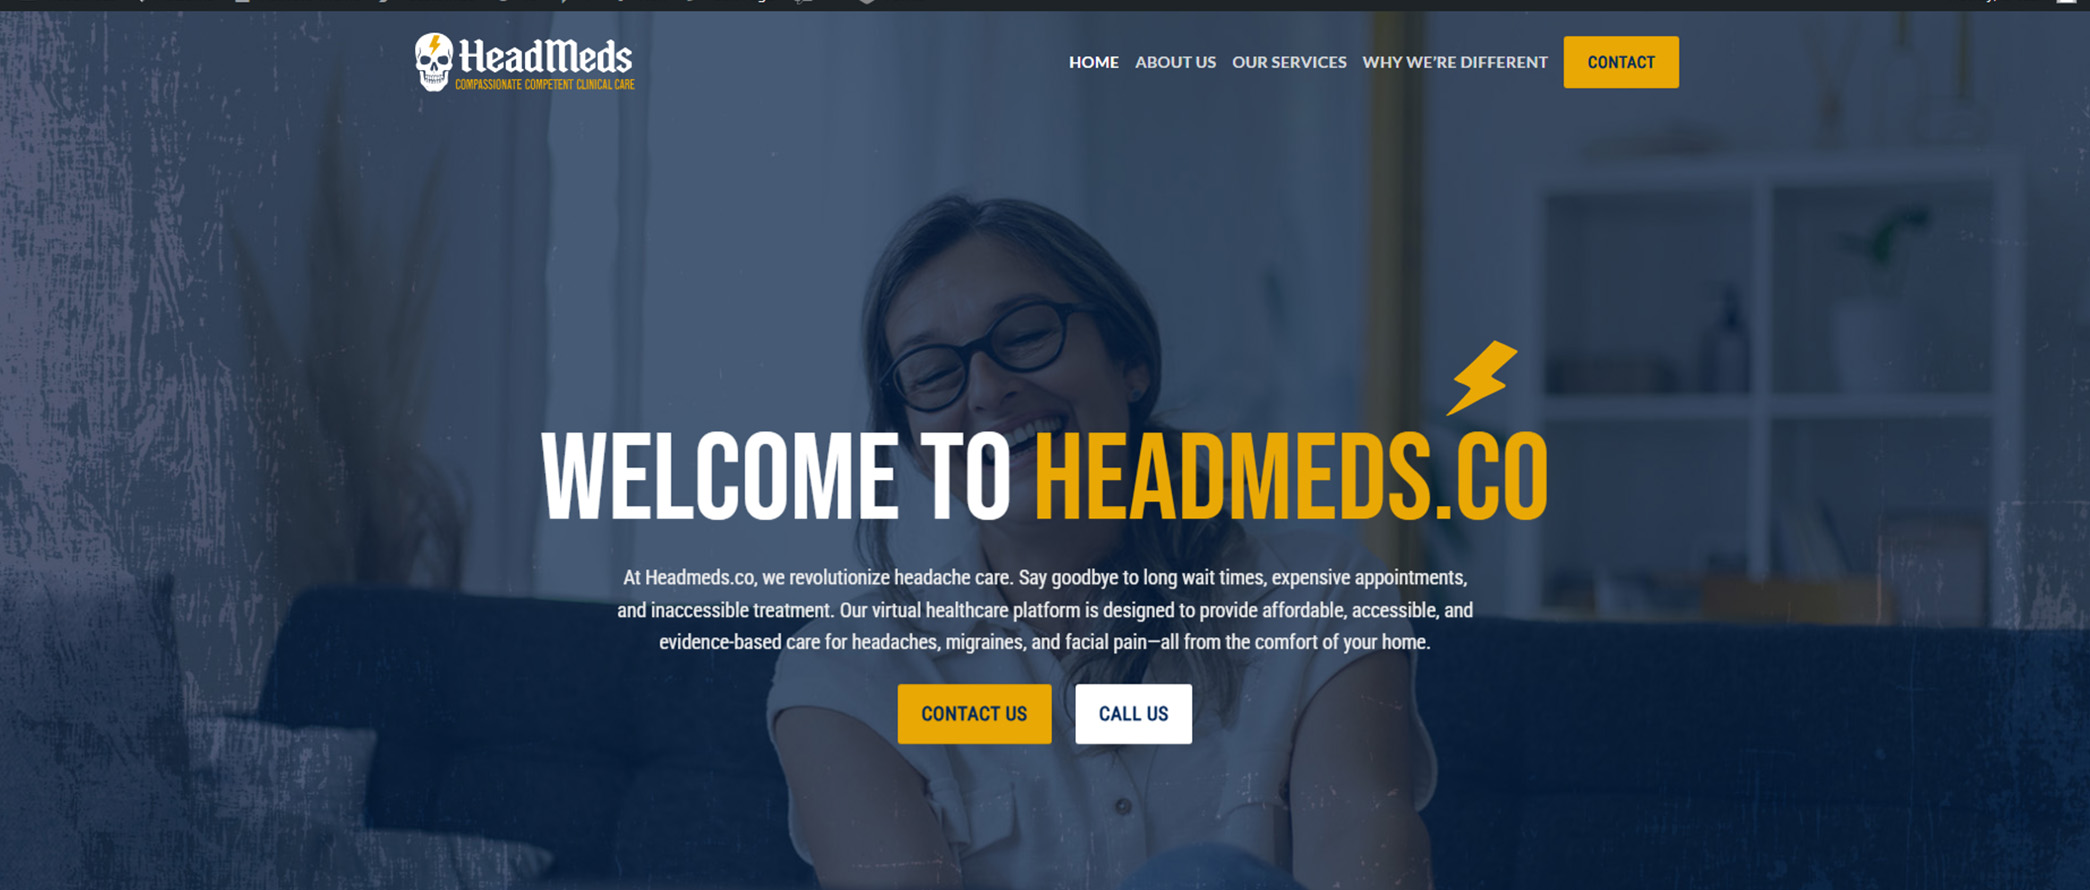 HeadMeds
COMPASSIONATE COMPETENT CLINICAL CARE
HOME ABOUT US OUR SERVICES WHY WE'RE DIFFERENT CONTACT
WELCOME TO HEADMEDS.CO
At Headmeds.co, we revolutionize headache care. Say goodbye to long wait times, expensive appointments,
and inaccessible treatment. Our virtual healthcare platform is designed to provide affordable, accessible, and
evidence-based care for headaches, migraines, and facial pain—all from the comfort of your home.
CONTACT US CALL US